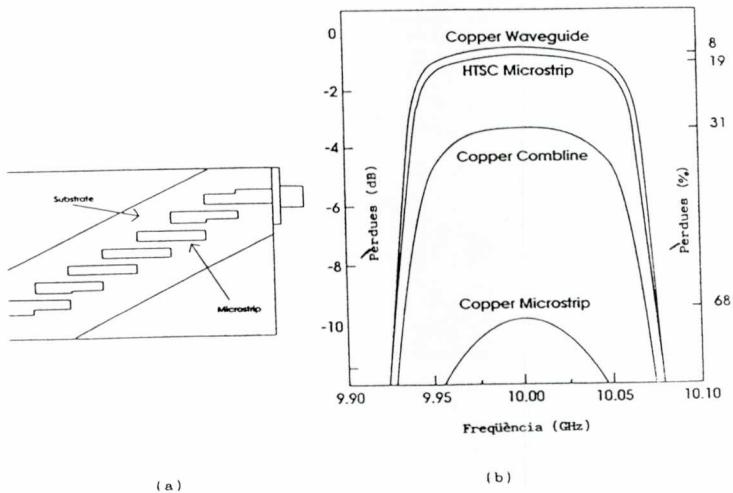 Substrate
Microstrip
(a)
0
-2
-4
-6
-8
-10
Pèrdues (dB)
Copper Waveguide
HTSC Microstrip
Copper Combline
Copper Microstrip
8
19
31
68
Pèrdues (%)
9.90
9.95
10.00
10.05
10.10
Freqüència (GHz)
(b)